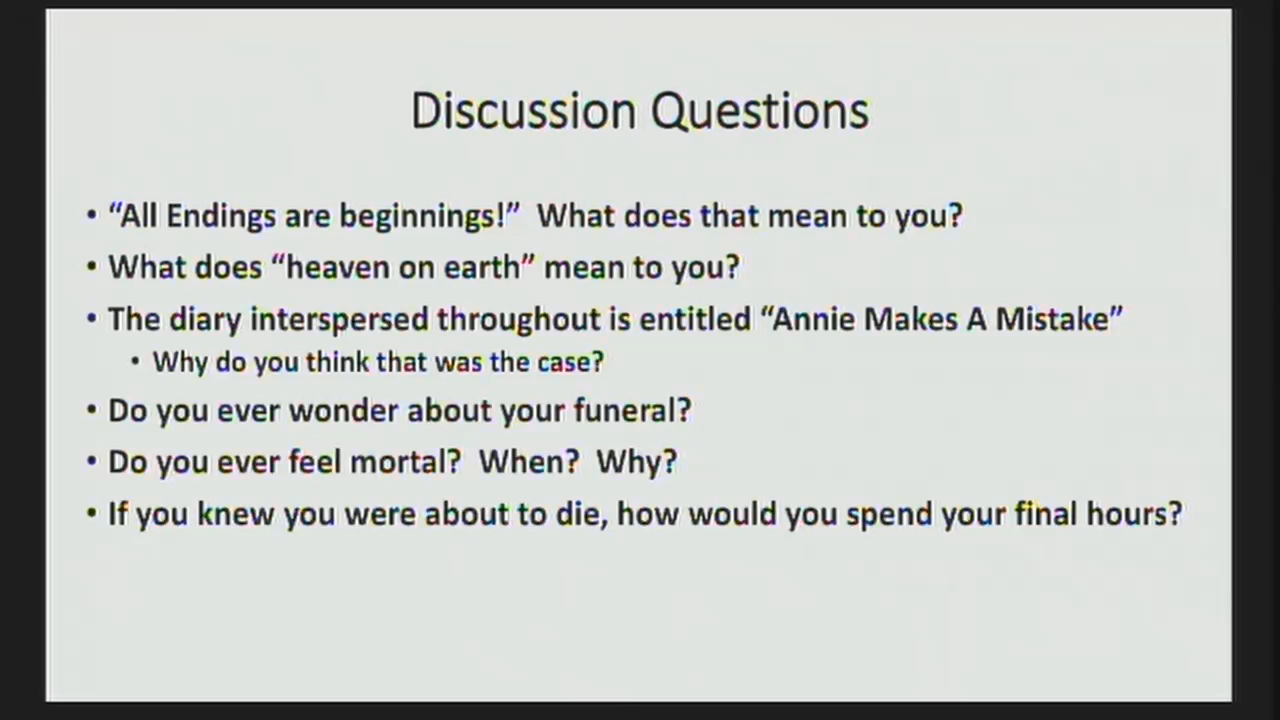 Discussion Questions
• “All Endings are beginnings!”  What does that mean to you?
• What does “heaven on earth” mean to you?
• The diary interspersed throughout is entitled “Annie Makes A Mistake”
• Why do you think that was the case?
• Do you ever wonder about your funeral?
• Do you ever feel mortal?  When?  Why?
• If you knew you were about to die, how would you spend your final hours?